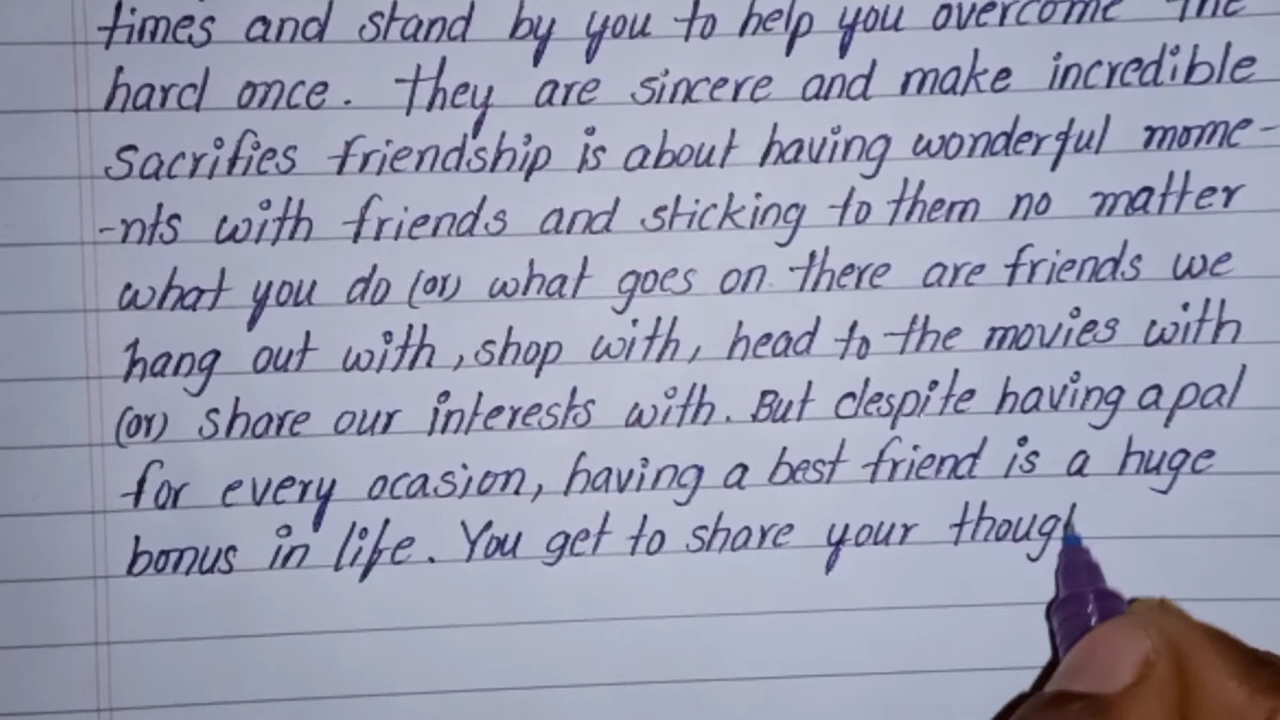 times and stand by you to help you overcome the
hard once. They are sincere and make incredible
Sacrifies friendship is about having wonderful mome-
-nts with friends and sticking to them no matter
what you do (or) what goes on. there are friends we
hang out with, shop with, head to the movies with
(or) share our interests with. But despite having a pal
for every ocasion, having a best friend is a huge
bonus in life. You get to share your though